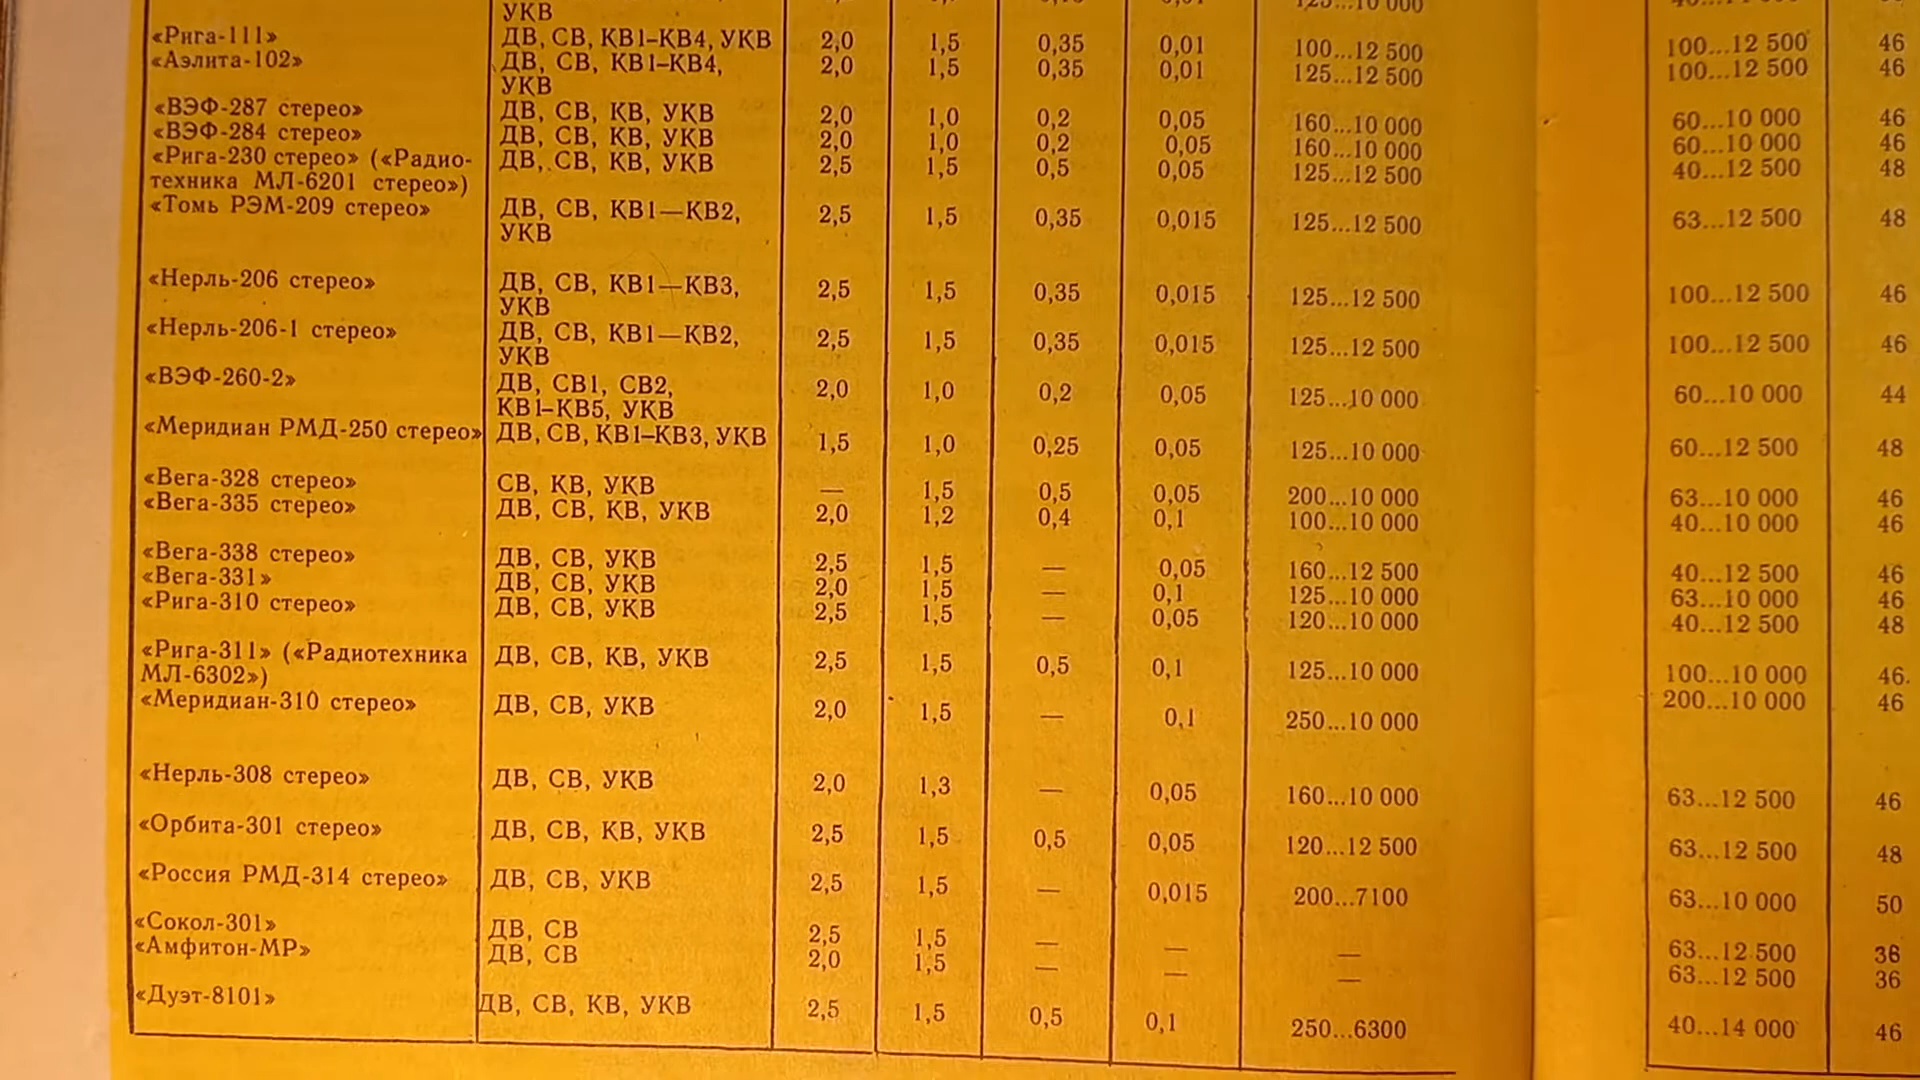 УКВ 125...10 000
«Рига-111» ДВ, СВ, КВ1–КВ4, УКВ 2,0 1,5 0,35 0,01 100...12 500 100...12 500 46
«Аэлита-102» ДВ, СВ, КВ1–КВ4, 2,0 1,5 0,35 0,01 125...12 500 100...12 500 46
УКВ
«ВЭФ-287 стерео» ДВ, СВ, КВ, УКВ 2,0 1,0 0,2 0,05 160...10 000 60...10 000 46
«ВЭФ-284 стерео» ДВ, СВ, КВ, УКВ 2,0 1,0 0,2 0,05 160...10 000 60...10 000 46
«Рига-230 стерео» («Радио- ДВ, СВ, КВ, УКВ 2,5 1,5 0,5 0,05 125...12 500 40...12 500 48
техника МЛ-6201 стерео»)
«Томь РЭМ-209 стерео» ДВ, СВ, КВ1—КВ2, 2,5 1,5 0,35 0,015 125...12 500 63...12 500 48
УКВ
«Нерль-206 стерео» ДВ, СВ, КВ1—КВ3, 2,5 1,5 0,35 0,015 125...12 500 100...12 500 46
УКВ
«Нерль-206-1 стерео» ДВ, СВ, КВ1—КВ2, 2,5 1,5 0,35 0,015 125...12 500 100...12 500 46
УКВ
«ВЭФ-260-2» ДВ, СВ1, СВ2, 2,0 1,0 0,2 0,05 125...10 000 60...10 000 44
КВ1–КВ5, УКВ
«Меридиан РМД-250 стерео» ДВ, СВ, КВ1–КВ3, УКВ 1,5 1,0 0,25 0,05 125...10 000 60...12 500 48
«Вега-328 стерео» СВ, КВ, УКВ — 1,5 0,5 0,05 200...10 000 63...10 000 46
«Вега-335 стерео» ДВ, СВ, КВ, УКВ 2,0 1,2 0,4 0,1 100...10 000 40...10 000 46
«Вега-338 стерео» ДВ, СВ, УКВ 2,5 1,5 — 0,05 160...12 500 40...12 500 46
«Вега-331» ДВ, СВ, УКВ 2,0 1,5 — 0,1 125...10 000 63...10 000 46
«Рига-310 стерео» ДВ, СВ, УКВ 2,5 1,5 — 0,05 120...10 000 40...12 500 48
«Рига-311» («Радиотехника ДВ, СВ, КВ, УКВ 2,5 1,5 0,5 0,1 125...10 000 100...10 000 46.
МЛ-6302»)
«Меридиан-310 стерео» ДВ, СВ, УКВ 2,0 1,5 — 0,1 250...10 000 200...10 000 46
«Нерль-308 стерео» ДВ, СВ, УКВ 2,0 1,3 — 0,05 160...10 000 63...12 500 46
«Орбита-301 стерео» ДВ, СВ, КВ, УКВ 2,5 1,5 0,5 0,05 120...12 500 63...12 500 48
«Россия РМД-314 стерео» ДВ, СВ, УКВ 2,5 1,5 — 0,015 200...7100 63...10 000 50
«Сокол-301» ДВ, СВ 2,5 1,5 — — — 63...12 500 36
«Амфитон-МР» ДВ, СВ 2,0 1,5 — — — 63...12 500 36
«Дуэт-8101» ДВ, СВ, КВ, УКВ 2,5 1,5 0,5 0,1 250...6300 40...14 000 46